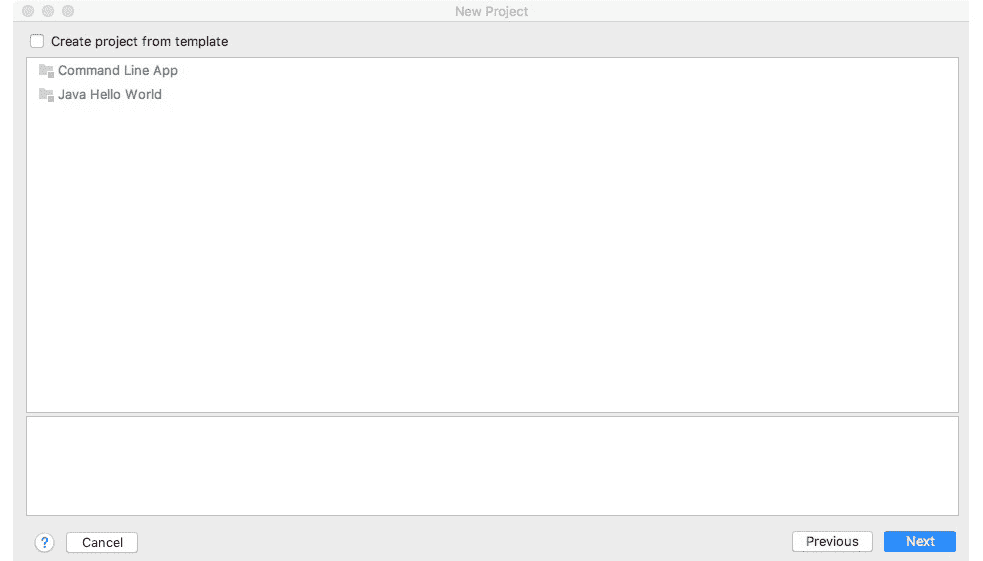 New Project
Create project from template
Command Line App
Java Hello World
? Cancel Previous Next